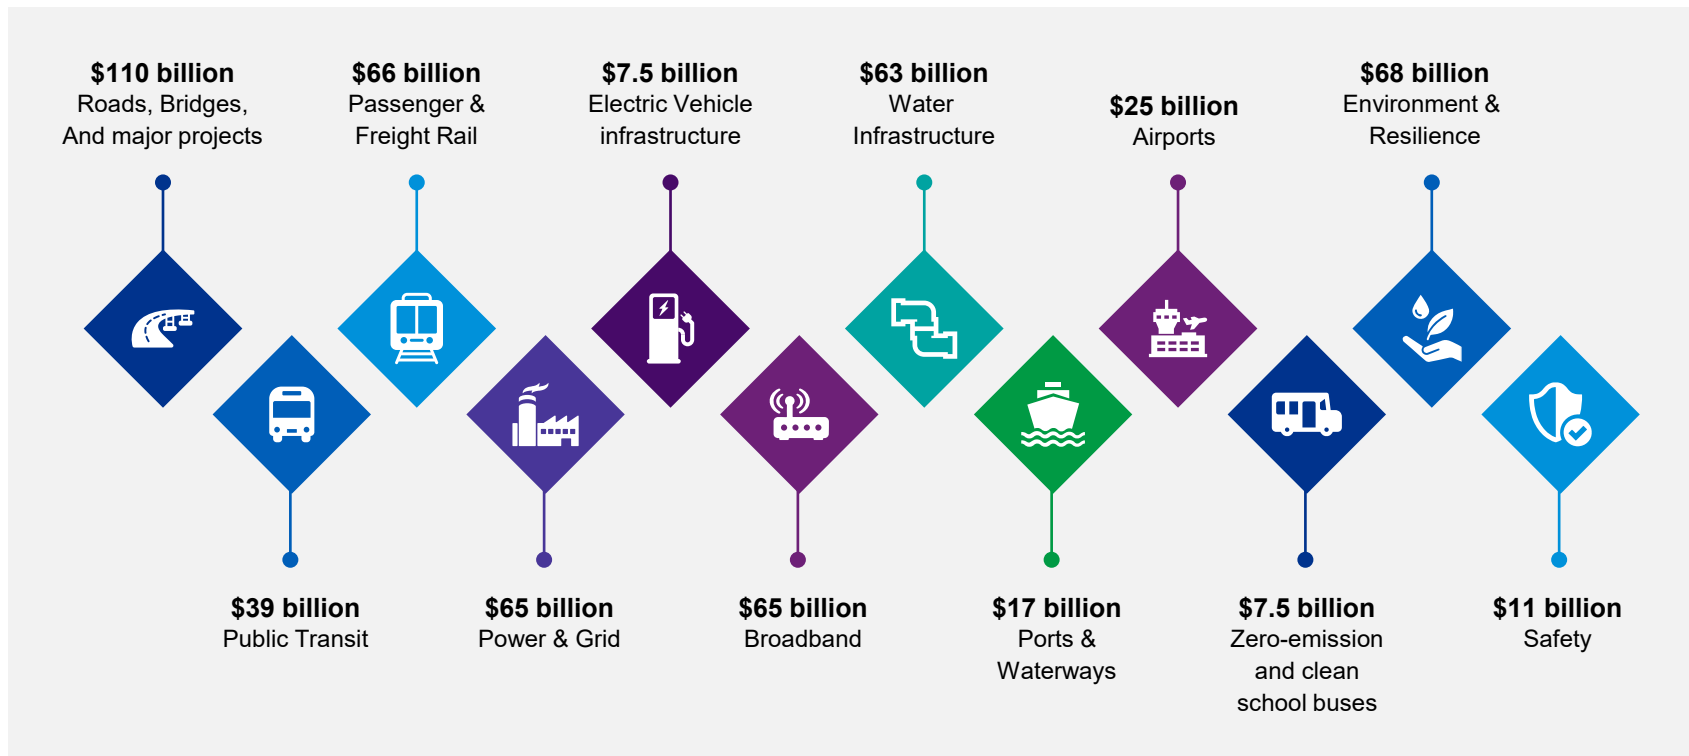 $110 billion
Roads, Bridges,
And major projects
$39 billion
Public Transit
$66 billion
Passenger &
Freight Rail
$65 billion
Power & Grid
$7.5 billion
Electric Vehicle
infrastructure
$65 billion
Broadband
$63 billion
Water
Infrastructure
$17 billion
Ports &
Waterways
$25 billion
Airports
$7.5 billion
Zero-emission
and clean
school buses
$68 billion
Environment &
Resilience
$11 billion
Safety